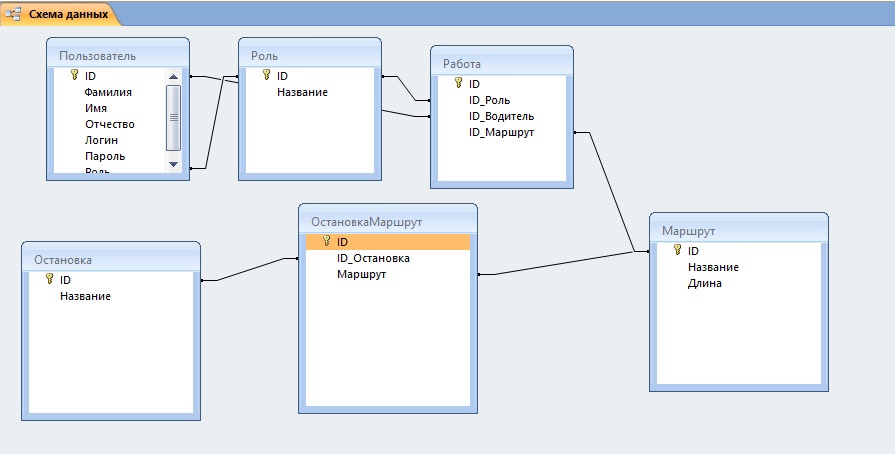 Схема данных
Пользователь
ID
Фамилия
Имя
Отчество
Логин
Пароль
Роль
Роль
ID
Название
Работа
ID
ID_Роль
ID_Водитель
ID_Маршрут
Остановка
ID
Название
ОстановкаМаршрут
ID
ID_Остановка
Маршрут
Маршрут
ID
Название
Длина